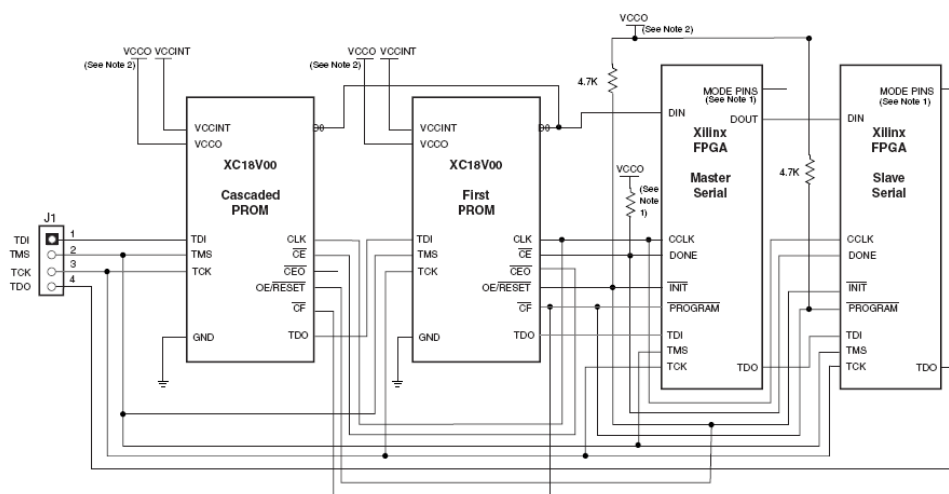 VCCO
(See Note 2)
VCCO VCCINT
(See Note 2)
VCCO VCCINT
(See Note 2)
4.7K
MODE PINS
(See Note 1)
DIN
DOUT
Xilinx
FPGA
Master
Serial
CCLK
DONE
INIT
PROGRAM
TDI
TMS
TCK
TDO
MODE PINS
(See Note 1)
DIN
Xilinx
FPGA
Slave
Serial
CCLK
DONE
INIT
PROGRAM
TDI
TMS
TCK
TDO
4.7K
VCCO
(See
Note
1)
VCCINT
VCCO
XC18V00
Cascaded
PROM
TDI
TMS
TCK
GND
CLK
CE
CEO
OE/RESET
CF
TDO
VCCINT
VCCO
XC18V00
First
PROM
TDI
TMS
TCK
GND
CLK
CE
CEO
OE/RESET
CF
TDO
J1
TDI 1
TMS 2
TCK 3
TDO 4